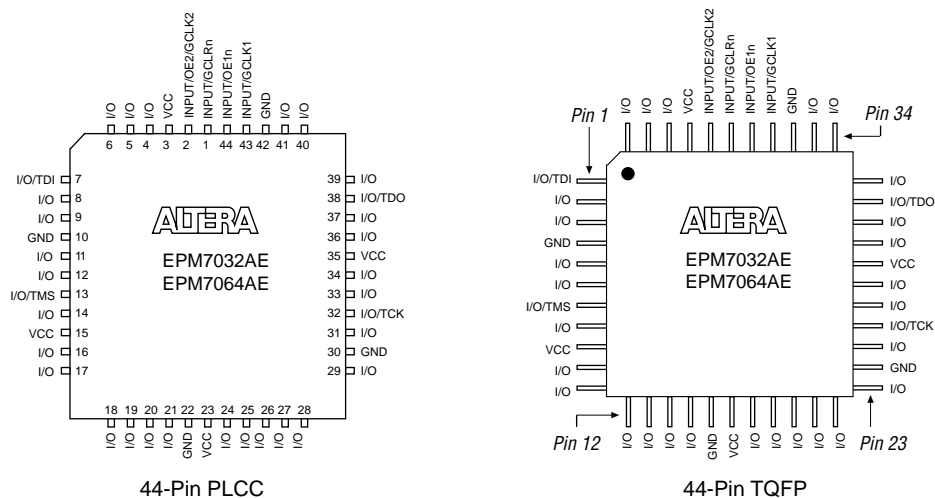 I/O I/O I/O VCC INPUT/OE2/GCLK2 INPUT/GCLRn INPUT/OE1n INPUT/GCLK1 GND I/O I/O
6 5 4 3 2 1 44 43 42 41 40
I/O/TDI 7
I/O 8
I/O 9
GND 10
I/O 11
I/O 12
I/O/TMS 13
I/O 14
VCC 15
I/O 16
I/O 17
ALTERA
EPM7032AE
EPM7064AE
39 I/O
38 I/O/TDO
37 I/O
36 I/O
35 VCC
34 I/O
33 I/O
32 I/O/TCK
31 I/O
30 GND
29 I/O
18 19 20 21 22 23 24 25 26 27 28
I/O I/O I/O I/O GND VCC I/O I/O I/O I/O I/O
44-Pin PLCC
I/O I/O I/O VCC INPUT/OE2/GCLK2 INPUT/GCLRn INPUT/OE1n INPUT/GCLK1 GND I/O I/O
Pin 1
Pin 34
I/O/TDI
I/O
I/O
GND
I/O
I/O
I/O/TMS
I/O
VCC
I/O
I/O
ALTERA
EPM7032AE
EPM7064AE
I/O
I/O/TDO
I/O
I/O
VCC
I/O
I/O
I/O/TCK
I/O
GND
I/O
Pin 12
Pin 23
I/O I/O I/O I/O GND VCC I/O I/O I/O I/O I/O
44-Pin TQFP